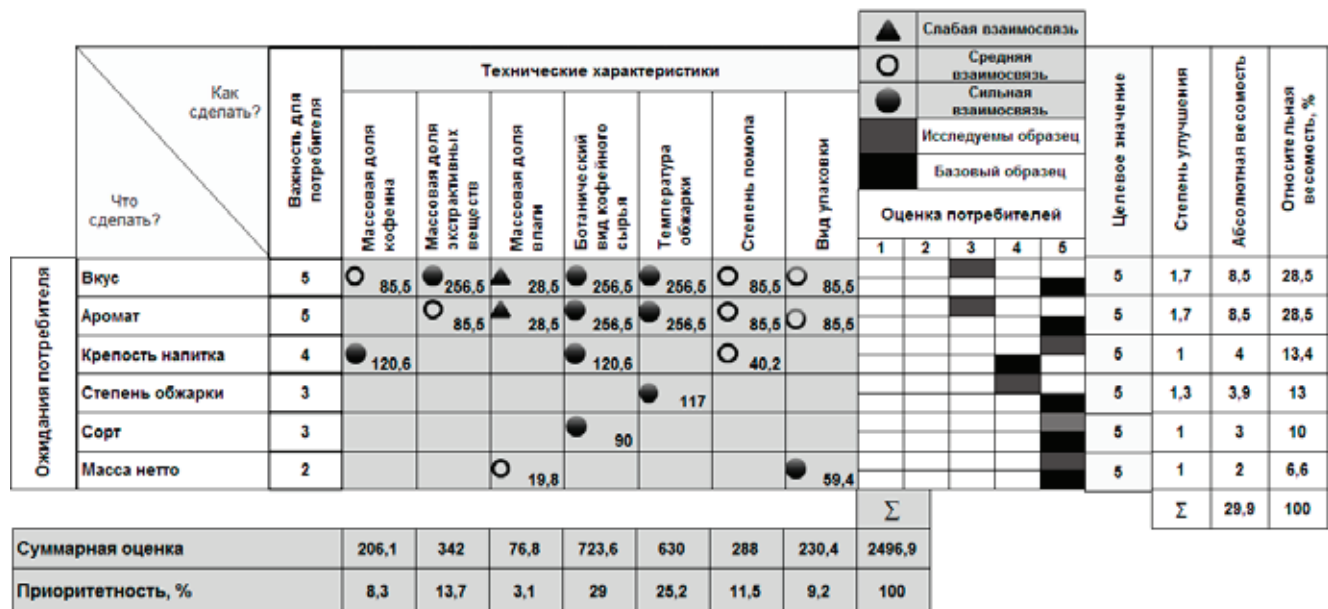 Слабая взаимосвязь
Средняя
взаимосвязь
Сильная
взаимосвязь
Исследуемы образец
Базовый образец
Как
сделать?
Что
сделать?
Важность для
потребителя
Технические характеристики
Массовая доля
кофеина
Массовая доля
экстрактивных
веществ
Массовая доля
влаги
Ботанический
вид кофейного
сырья
Температура
обжарки
Степень помола
Вид упаковки
Оценка потребителей
1 2 3 4 5
Целевое значение
Степень улучшения
Абсолютная весомость
Относительная
весомость, %
Ожидания потребителя
Вкус 5 85,5 256,5 28,5 256,5 256,5 85,5 85,5 5 1,7 8,5 28,5
Аромат 5 85,5 28,5 256,5 256,5 85,5 85,5 5 1,7 8,5 28,5
Крепость напитка 4 120,6 120,6 40,2 5 1 4 13,4
Степень обжарки 3 117 5 1,3 3,9 13
Сорт 3 90 5 1 3 10
Масса нетто 2 19,8 59,4 5 1 2 6,6
Σ Σ 29,9 100
Суммарная оценка 206,1 342 76,8 723,6 630 288 230,4 2496,9
Приоритетность, % 8,3 13,7 3,1 29 25,2 11,5 9,2 100